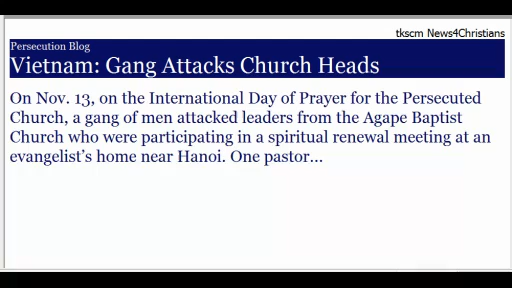 tkscm News4Christians
Persecution Blog
Vietnam: Gang Attacks Church Heads
On Nov. 13, on the International Day of Prayer for the Persecuted
Church, a gang of men attacked leaders from the Agape Baptist
Church who were participating in a spiritual renewal meeting at an
evangelist's home near Hanoi. One pastor...